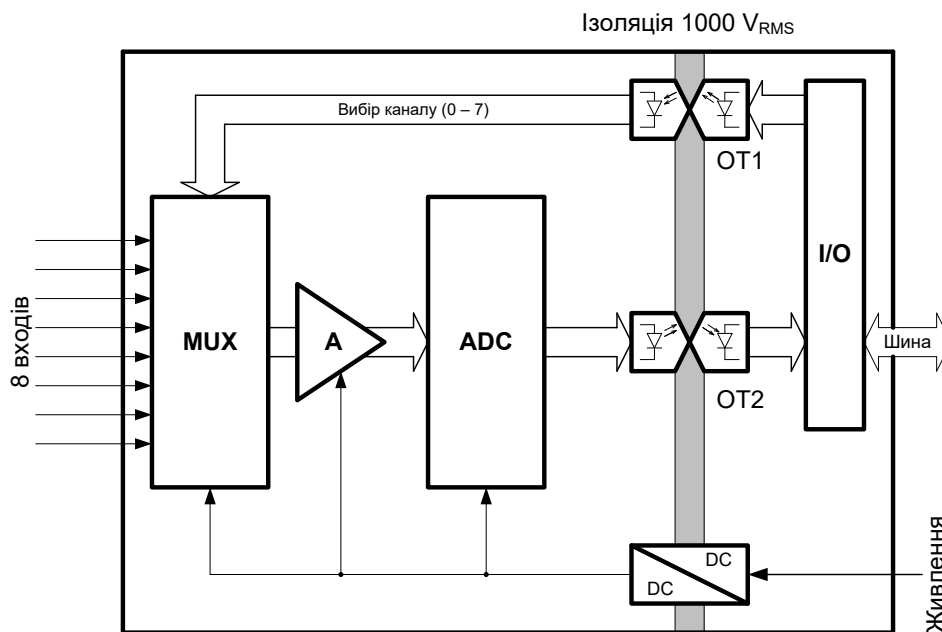 Ізоляція 1000 VRMS
Вибір каналу (0 – 7)
OT1
I/O
8 входів
MUX
A
ADC
Шина
OT2
DC
DC
Живлення